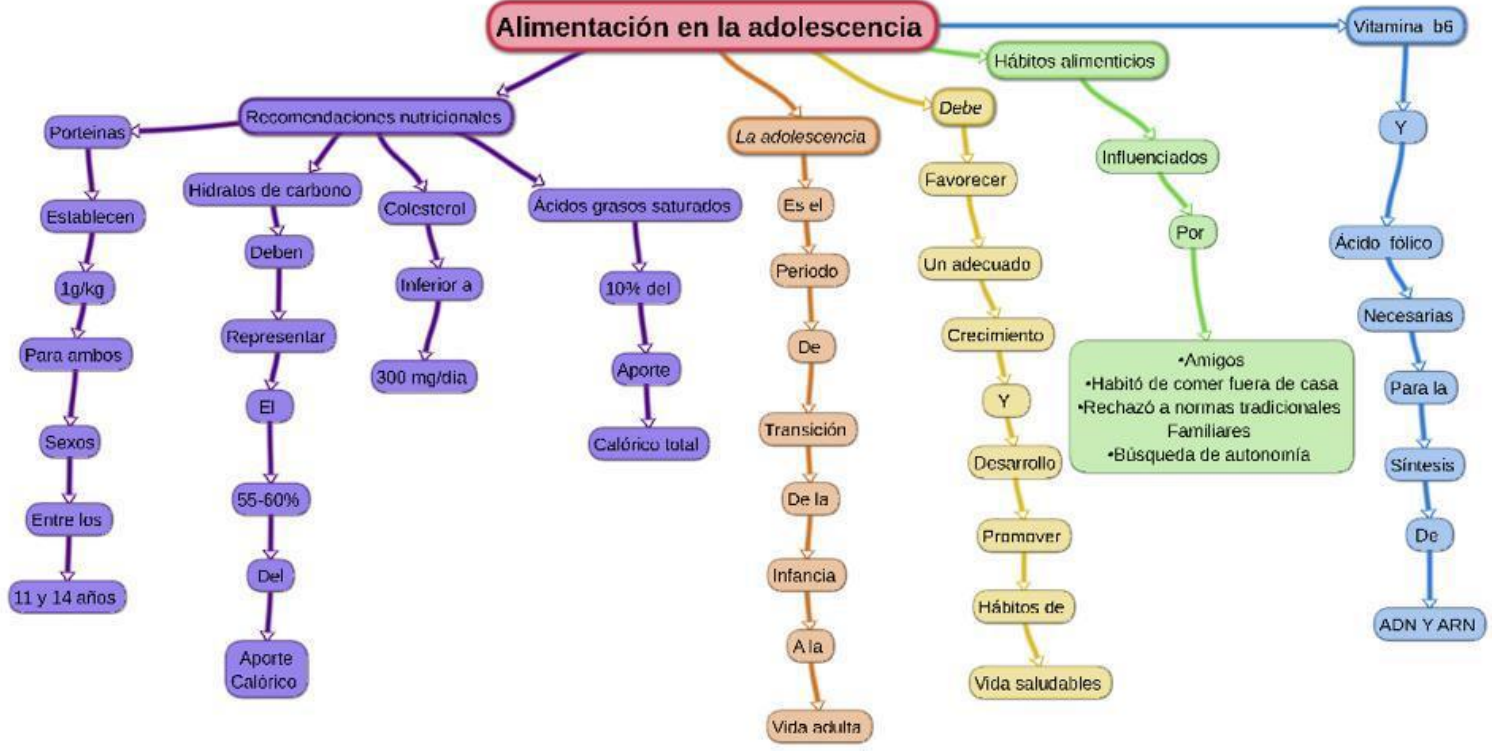 Alimentación en la adolescencia
Recomendaciones nutricionales
Porteinas
Establecen
1g/kg
Para ambos
Sexos
Entre los
11 y 14 años
Hidratos de carbono
Deben
Representar
El
55-60%
Del
Aporte
Calórico
Colesterol
Inferior a
300 mg/dia
Ácidos grasos saturados
10% del
Aporte
Calórico total
La adolescencia
Es el
Periodo
De
Transición
De la
Infancia
A la
Vida adulta
Debe
Favorecer
Un adecuado
Crecimiento
Y
Desarrollo
Promover
Hábitos de
Vida saludables
Hábitos alimenticios
Influenciados
Por
•Amigos
•Habitó de comer fuera de casa
•Rechazó a normas tradicionales
Familiares
•Búsqueda de autonomía
Vitamina b6
Y
Ácido fólico
Necesarias
Para la
Síntesis
De
ADN Y ARN